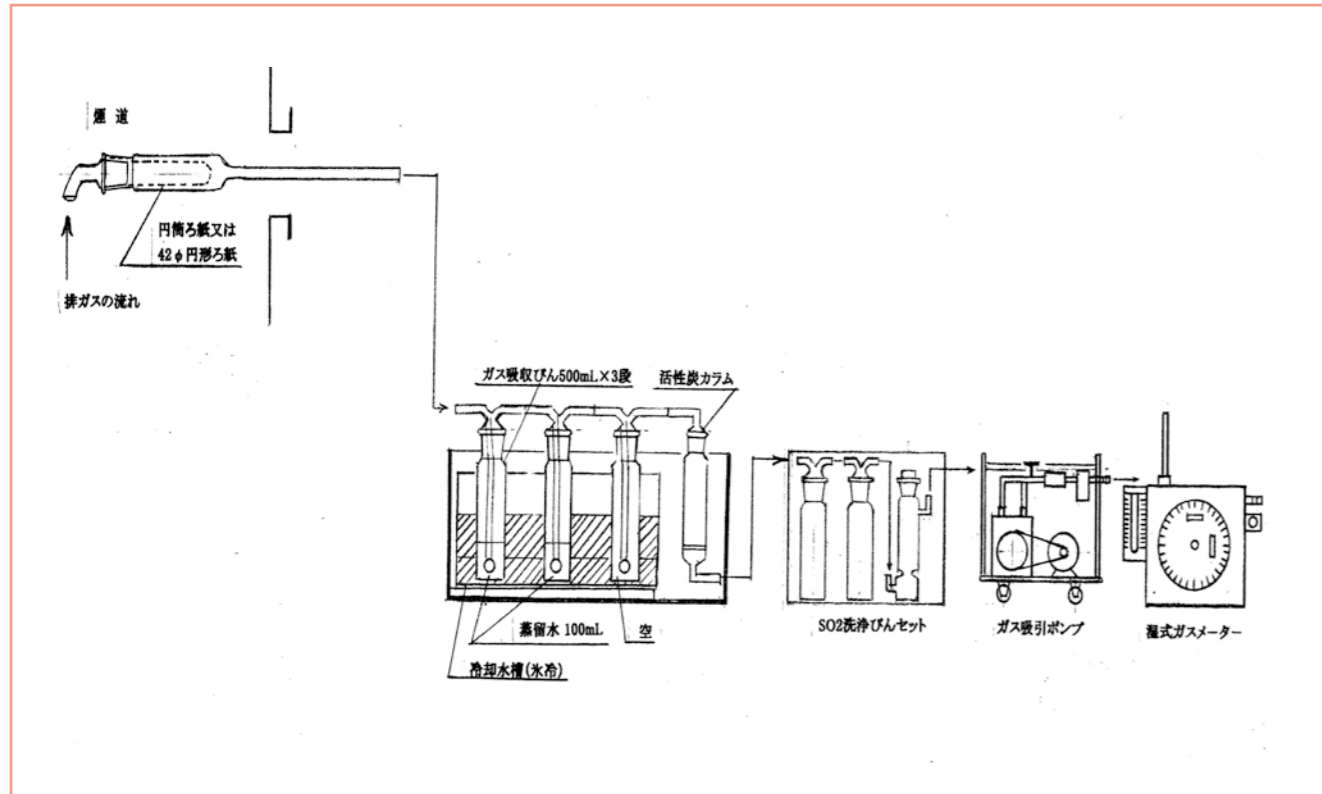 煙 道
円筒ろ紙又は
42φ円形ろ紙
排ガスの流れ
ガス吸収びん500mL×3段
活性炭カラム
蒸留水 100mL
空
冷却水槽(氷冷)
SO2洗浄びんセット
ガス吸引ポンプ
湿式ガスメーター